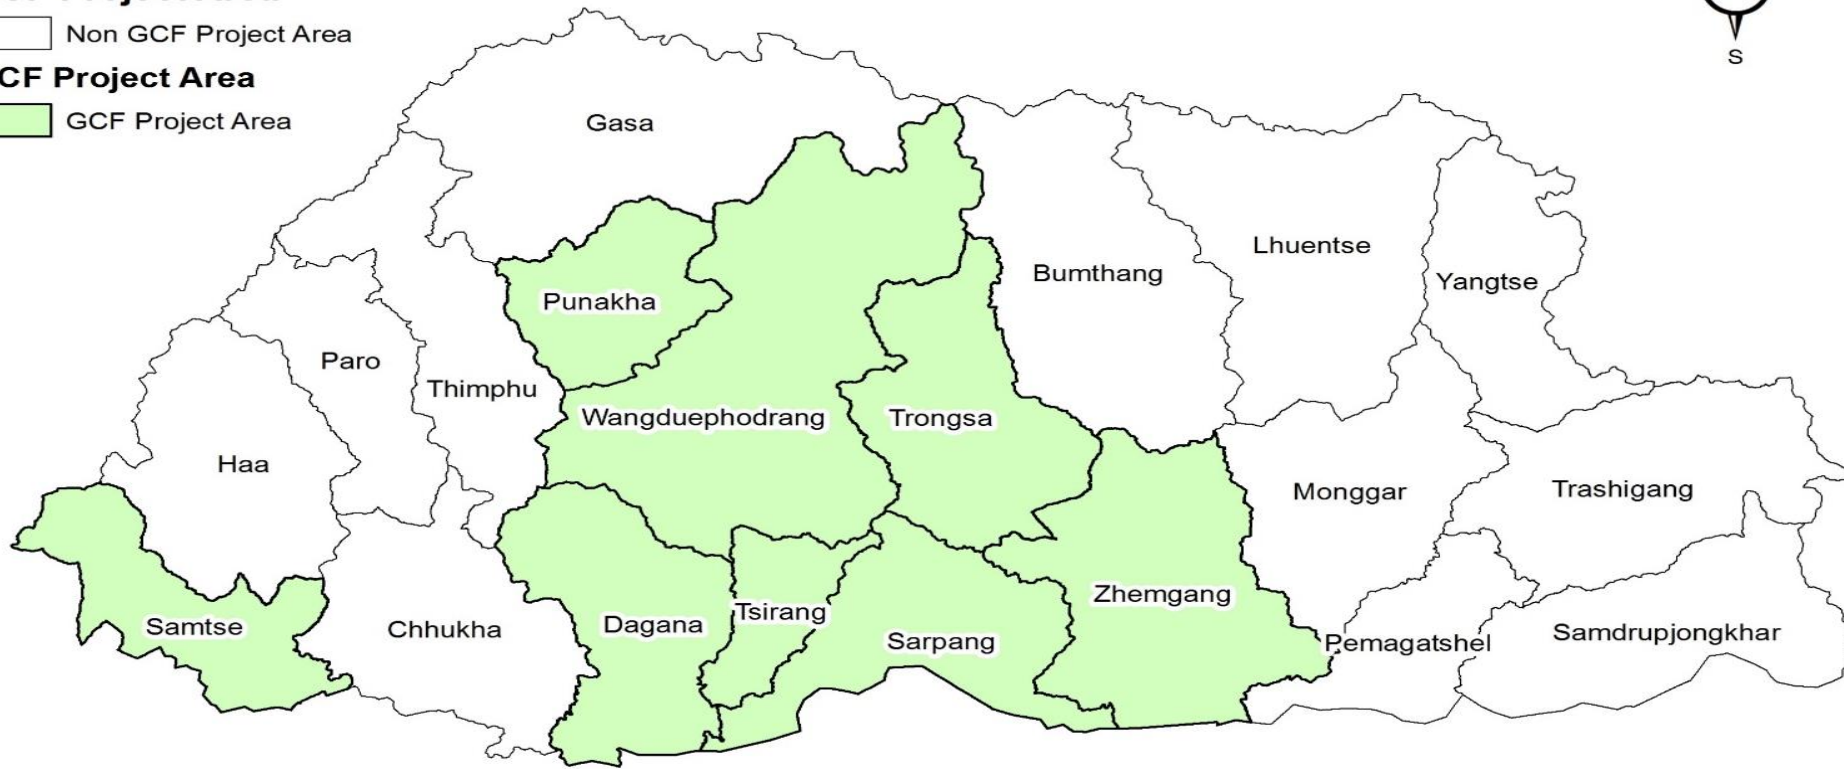 Non GCF Project Area
CF Project Area
GCF Project Area
S
Gasa
Lhuentse
Bumthang
Yangtse
Punakha
Paro
Thimphu
Wangduephodrang
Trongsa
Haa
Monggar
Trashigang
Zhemgang
Tsirang
Samtse
Chhukha
Dagana
Sarpang
Pemagatshel
Samdrupjongkhar